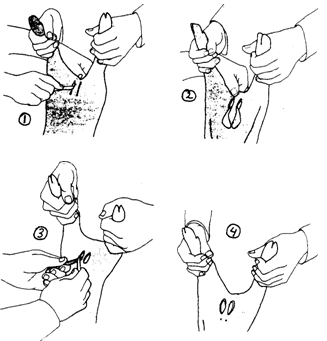 ①
②
③
④